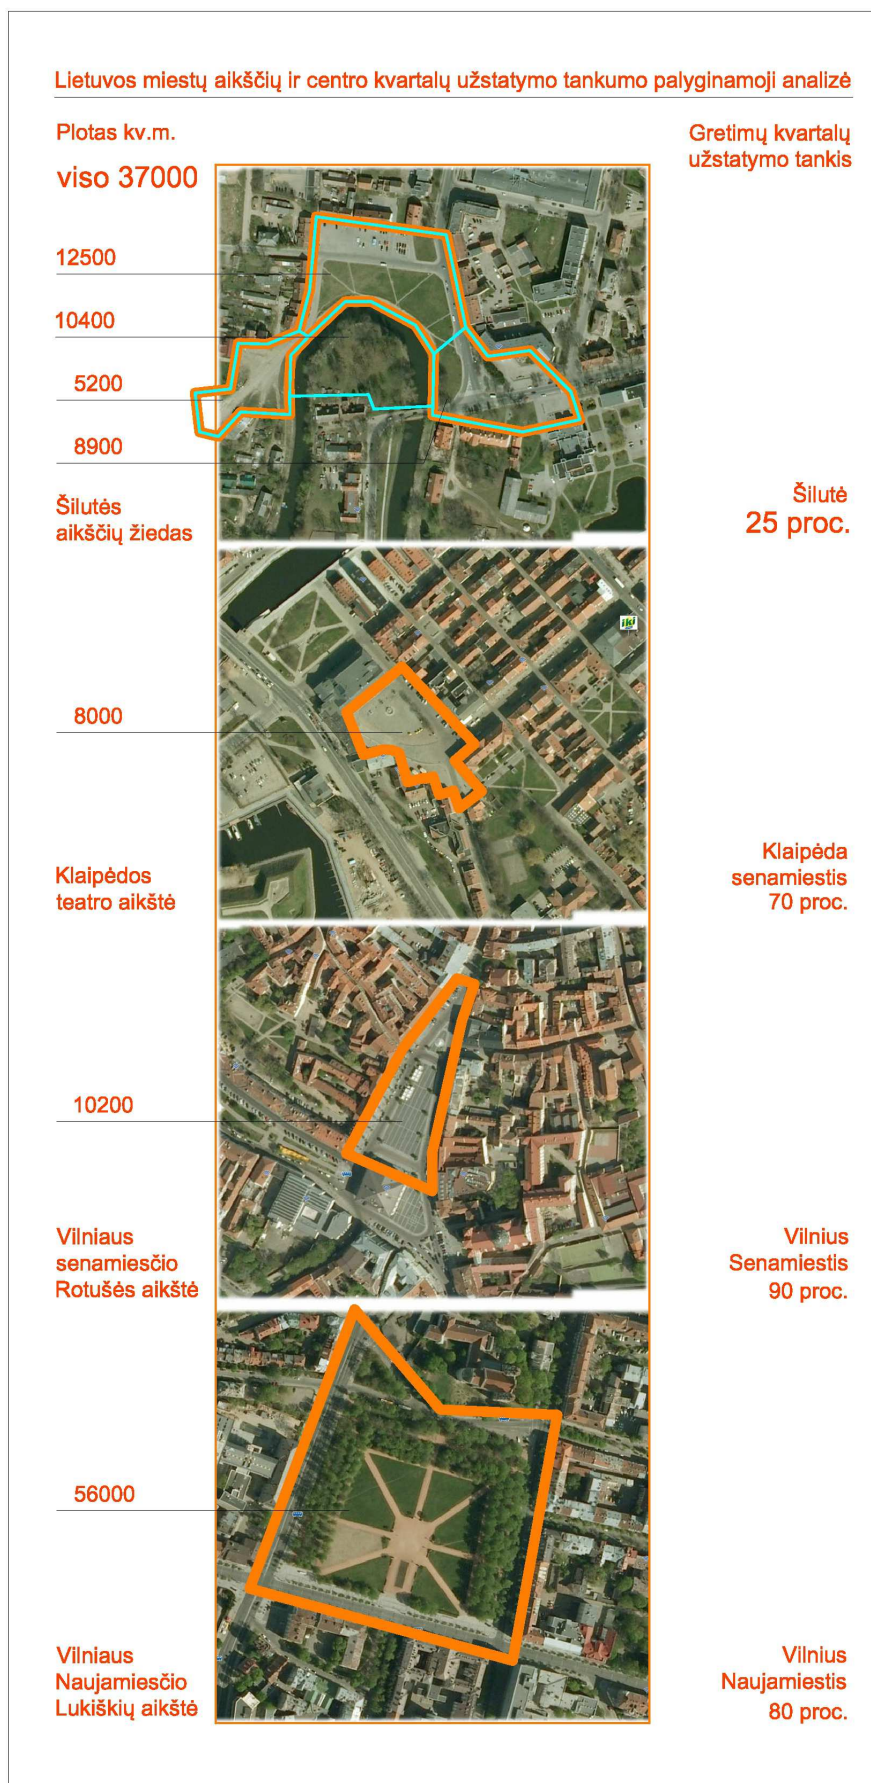 Lietuvos miestų aikščių ir centro kvartalų užstatymo tankumo palyginamoji analizė
Plotas kv.m.
viso 37000
Gretimų kvartalų
užstatymo tankis
12500
10400
5200
8900
Šilutės
aikščių žiedas
Šilutė
25 proc.
iki
8000
Klaipėdos
teatro aikštė
Klaipėda
senamiestis
70 proc.
10200
Vilniaus
senamiesčio
Rotušės aikštė
Vilnius
Senamiestis
90 proc.
56000
Vilniaus
Naujamiesčio
Lukiškių aikštė
Vilnius
Naujamiestis
80 proc.